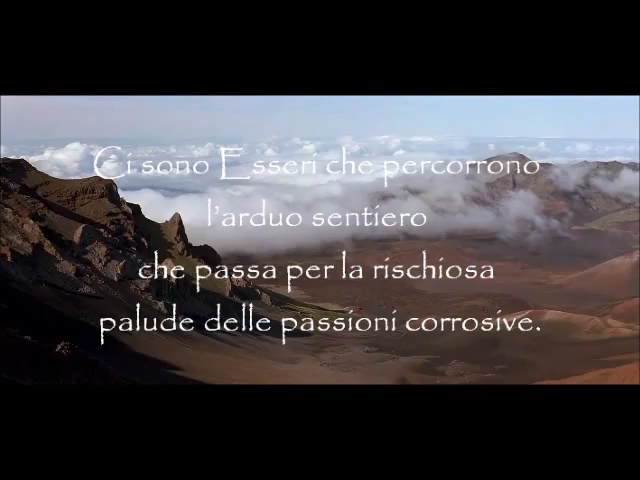 Ci sono Esseri che percorrono
l'arduo sentiero
che passa per la rischiosa
palude delle passioni corrosive.